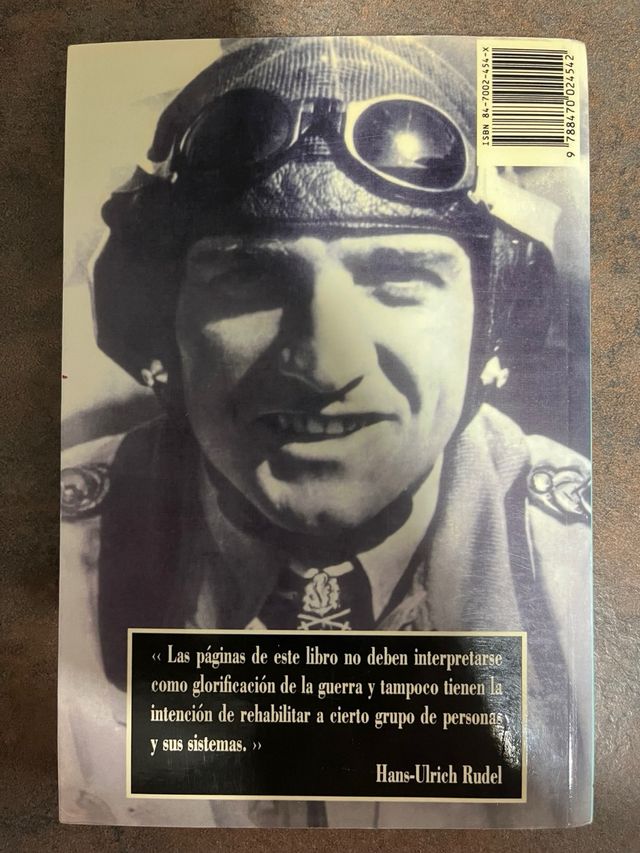 ISBN 84-7002-454-X
9 788470 024542
‹‹ Las páginas de este libro no deben interpretarse
como glorificación de la guerra y tampoco tienen la
intención de rehabilitar a cierto grupo de personas
y sus sistemas. ››
Hans-Ulrich Rudel